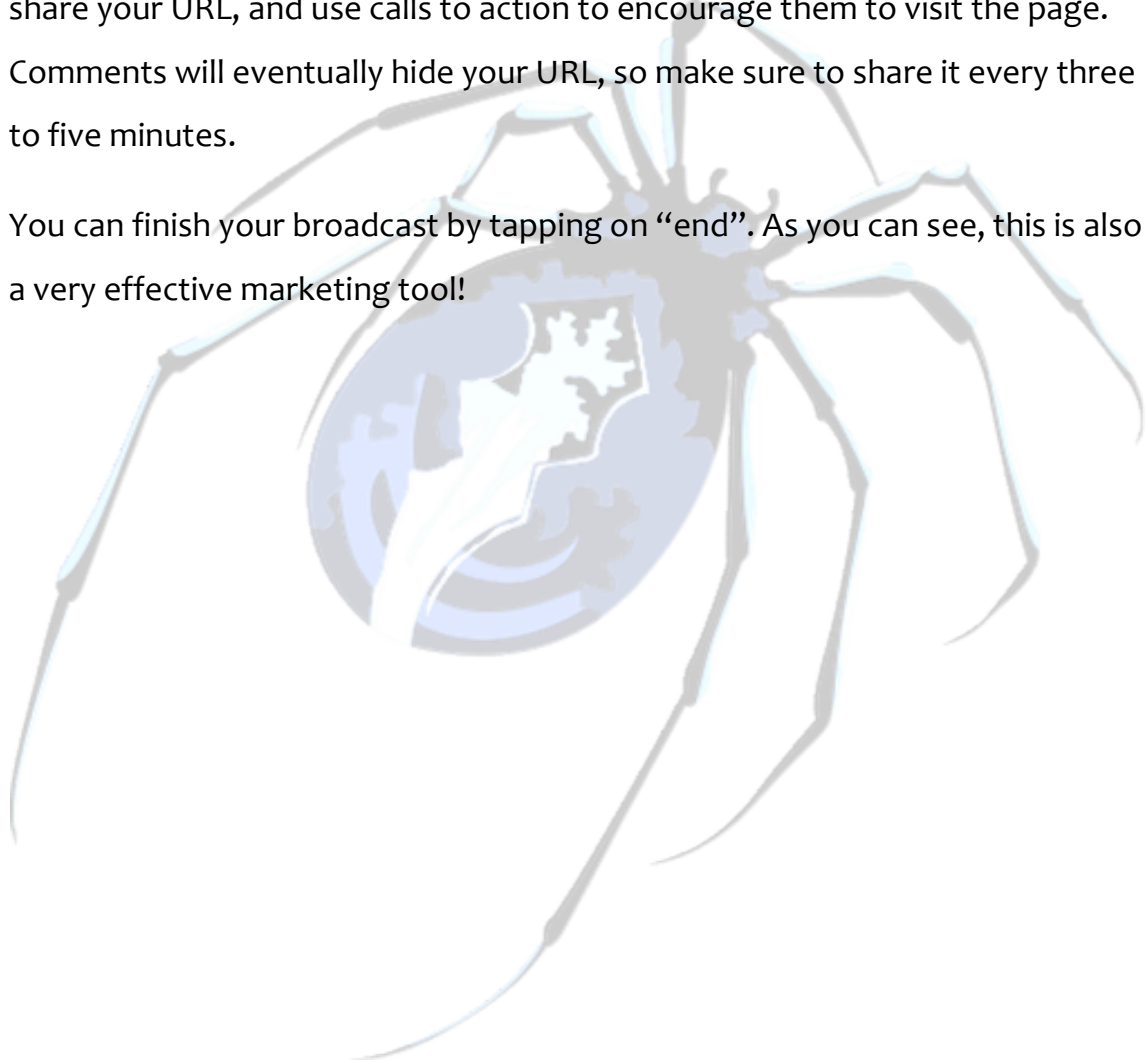 share your URL, and use calls to action to encourage them to visit the page.
Comments will eventually hide your URL, so make sure to share it every three
to five minutes.
You can finish your broadcast by tapping on “end”. As you can see, this is also
a very effective marketing tool!